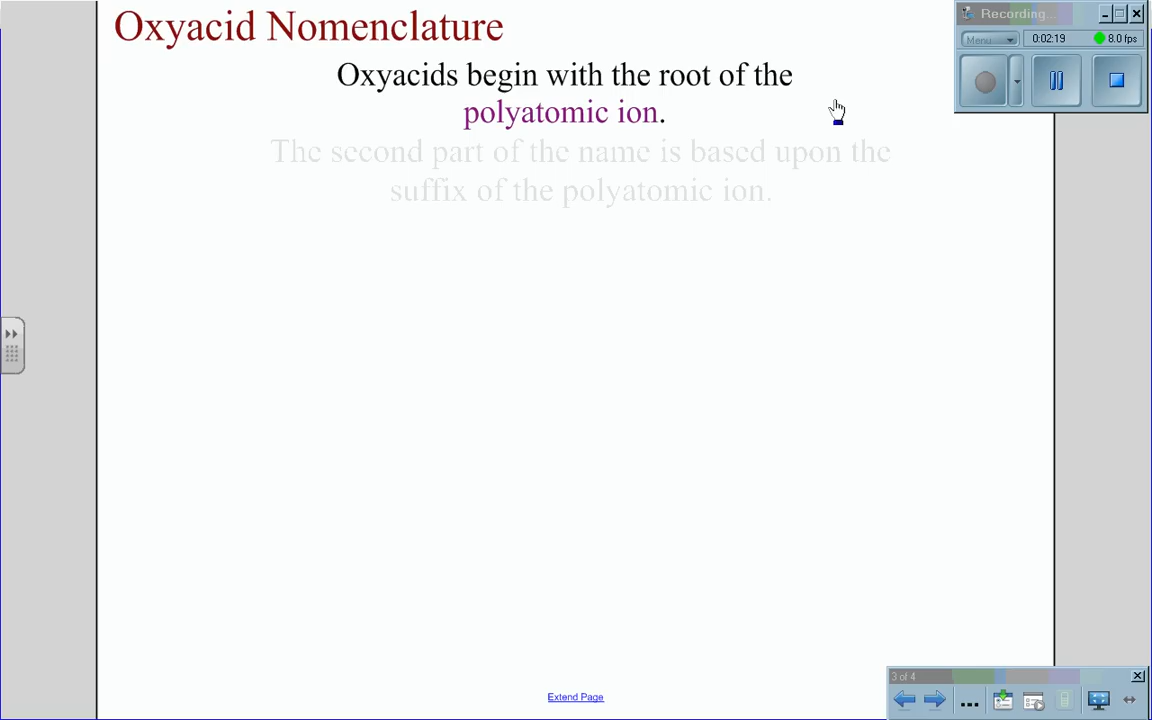 Oxyacid Nomenclature
Recording...
Menu
0:02:19
8.0 fps
Oxyacids begin with the root of the
polyatomic ion.
The second part of the name is based upon the
suffix of the polyatomic ion.
3 of 4
Extend Page